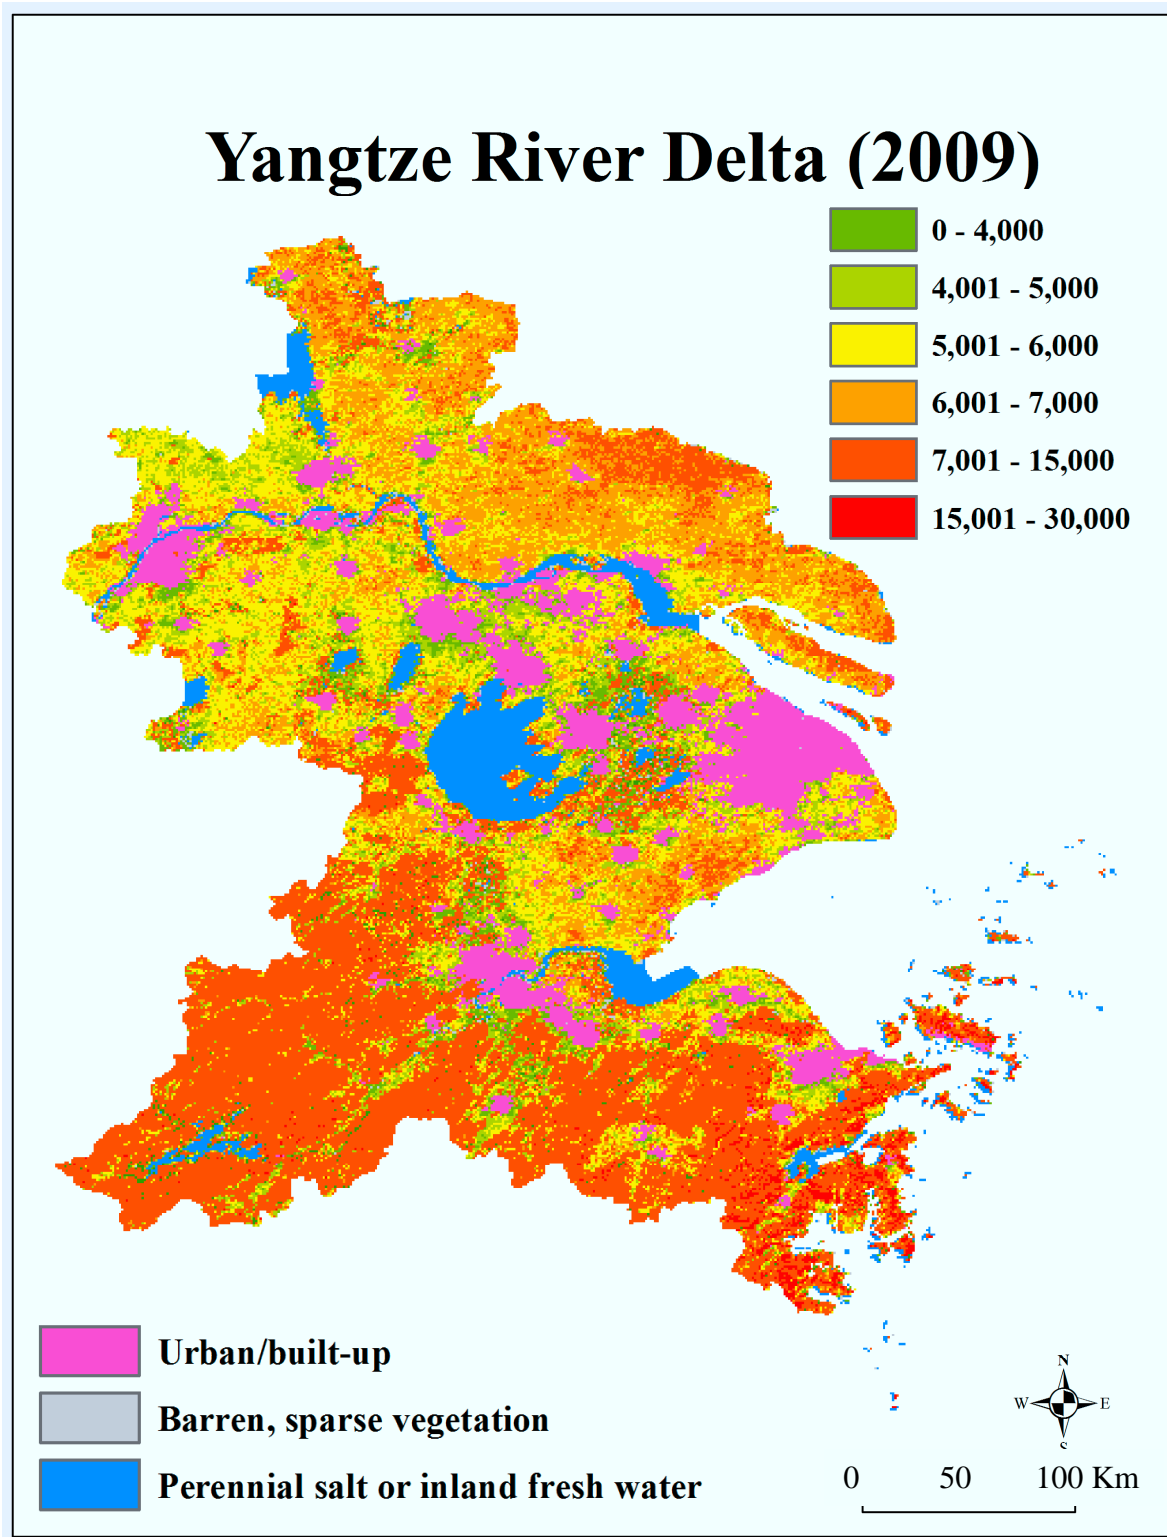 Yangtze River Delta (2009)
0 - 4,000
4,001 - 5,000
5,001 - 6,000
6,001 - 7,000
7,001 - 15,000
15,001 - 30,000
Urban/built-up
Barren, sparse vegetation
Perennial salt or inland fresh water
N
W E
S
0 50 100 Km